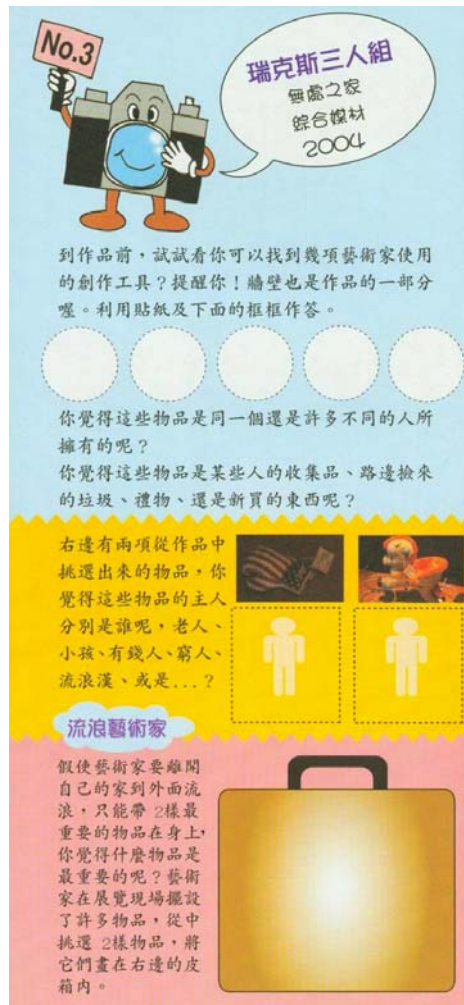 No.3
瑞克斯三人組
無處之家
綜合媒材
2004
到作品前，試試看你可以找到幾項藝術家使用
的創作工具？提醒你！牆壁也是作品的一部分
喔。利用貼紙及下面的框框作答。
你覺得這些物品是同一個還是許多不同的人所
擁有的呢？
你覺得這些物品是某些人的收集品、路邊撿來
的垃圾、禮物、還是新買的東西呢？
右邊有兩項從作品中
挑選出來的物品，你
覺得這些物品的主人
分別是誰呢，老人、
小孩、有錢人、窮人、
流浪漢、或是...？
流浪藝術家
假使藝術家要離開
自己的家到外面流
浪，只能帶 2樣最
重要的物品在身上，
你覺得什麼物品是
最重要的呢？藝術
家在展覽現場擺設
了許多物品，從中
挑選 2樣物品，將
它們畫在右邊的皮
箱內。